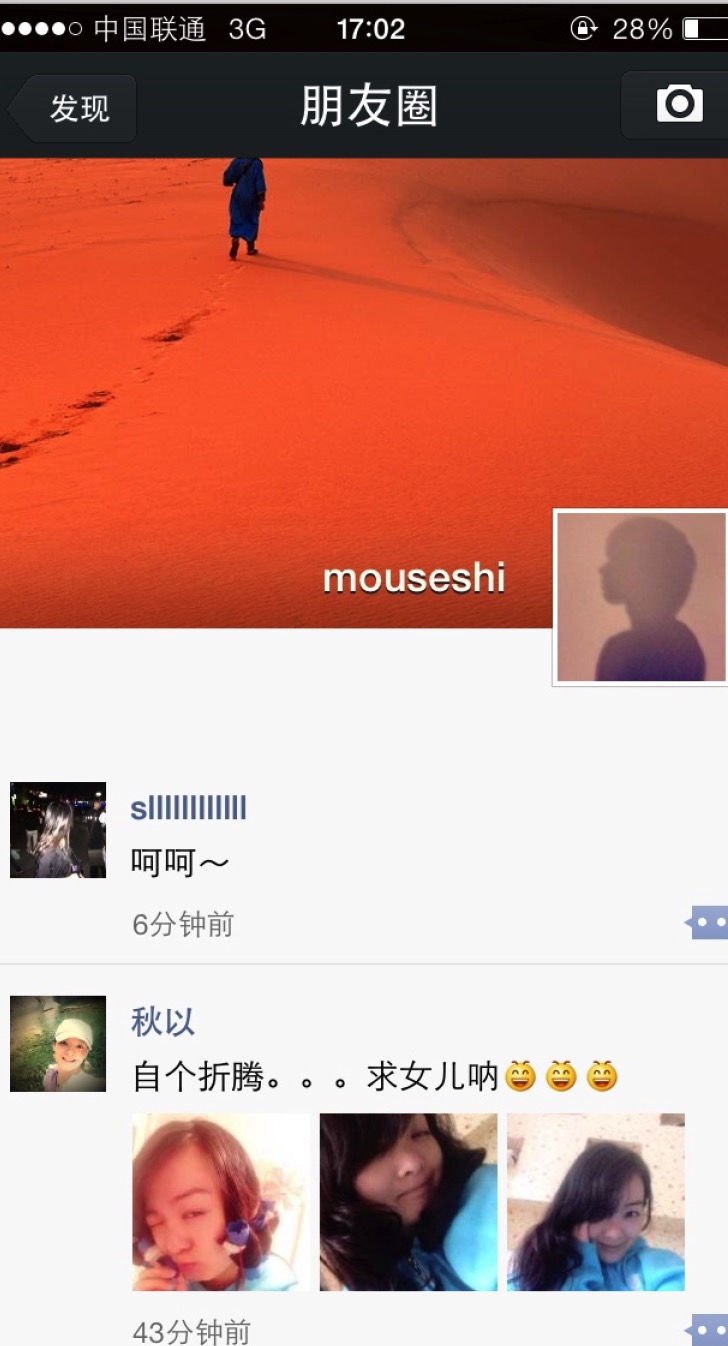 中国联通 3G 17:02 28%
发现 朋友圈
mouseshi
sllllllllllll
呵呵～
6分钟前
秋以
自个折腾。。。求女儿呐😄😄😄
43分钟前